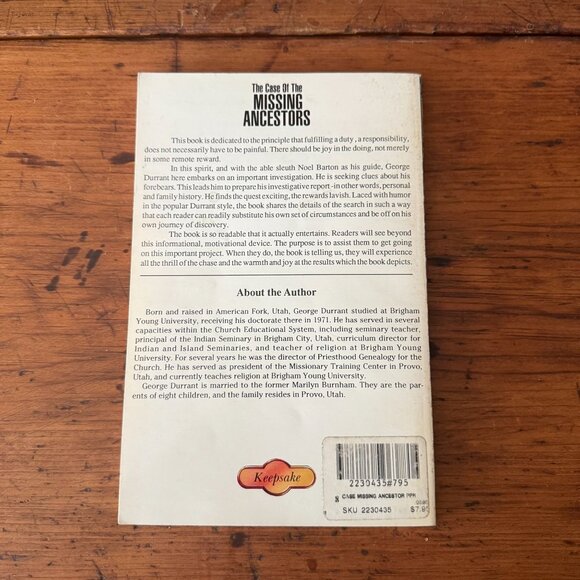 The Case Of The
MISSING
ANCESTORS
This book is dedicated to the principle that fulfilling a duty, a responsibility,
does not necessarily have to be painful. There should be joy in the doing, not merely
in some remote reward.
In this spirit, and with the able sleuth Noel Barton as his guide, George
Durrant here embarks on an important investigation. He is seeking clues about his
forebears. This leads him to prepare his investigative report - in other words, personal
and family history. He finds the quest exciting, the rewards lavish. Laced with humor
in the popular Durrant style, the book shares the details of the search in such a way
that each reader can readily substitute his own set of circumstances and be off on his
own journey of discovery.
The book is so readable that it actually entertains. Readers will see beyond
this informational, motivational device. The purpose is to assist them to get going
on this important project. When they do, the book is telling us, they will experience
all the thrill of the chase and the warmth and joy at the results which the book depicts.
About the Author
Born and raised in American Fork, Utah, George Durrant studied at Brigham
Young University, receiving his doctorate there in 1971. He has served in several
capacities within the Church Educational System, including seminary teacher,
principal of the Indian Seminary in Brigham City, Utah, curriculum director for
Indian and Island Seminaries, and teacher of religion at Brigham Young
University. For several years he was the director of Priesthood Genealogy for the
Church. He has served as president of the Missionary Training Center in Provo,
Utah, and currently teaches religion at Brigham Young University.
George Durrant is married to the former Marilyn Burnham. They are the par-
ents of eight children, and the family resides in Provo, Utah.
Keepsake
2230435#795
CASE MISSING ANCESTOR PPR
SKU 2230435 $7.95